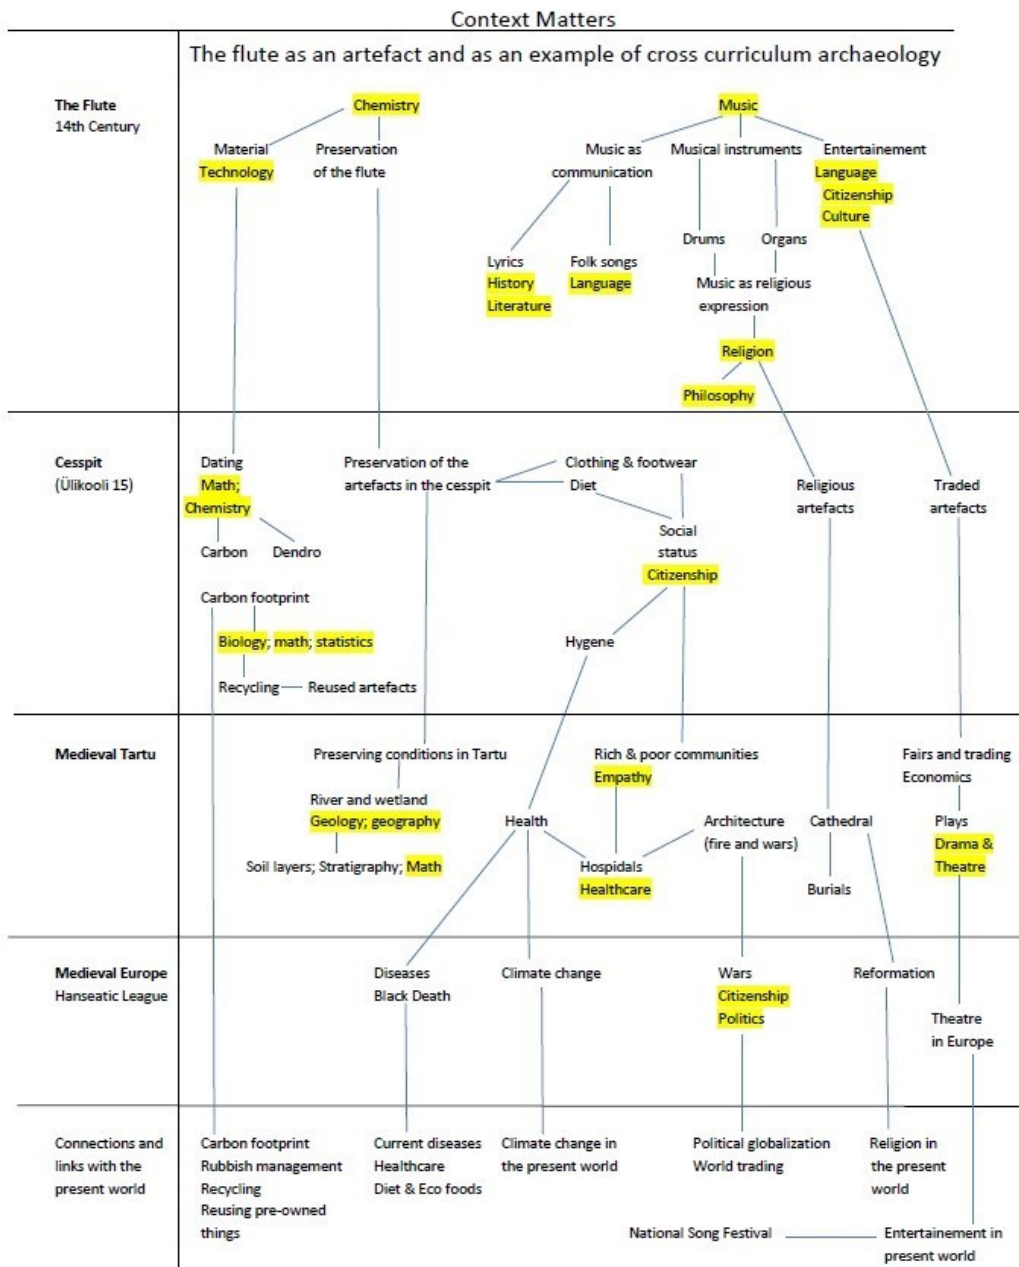 Context Matters
The flute as an artefact and as an example of cross curriculum archaeology
The Flute
14th Century
Chemistry
Music
Material
Technology
Preservation
of the flute
Music as
communication
Musical instruments
Entertainement
Language
Citizenship
Culture
Drums
Organs
Lyrics
History
Literature
Folk songs
Language
Music as religious
expression
Religion
Philosophy
Cesspit
(Ülikooli 15)
Dating
Math;
Chemistry
Preservation of the
artefacts in the cesspit
Clothing & footwear
Diet
Religious
artefacts
Traded
artefacts
Social
status
Citizenship
Carbon
Dendro
Carbon footprint
Biology; math; statistics
Hygene
Recycling
Reused artefacts
Medieval Tartu
Preserving conditions in Tartu
Rich & poor communities
Empathy
Fairs and trading
Economics
River and wetland
Geology; geography
Health
Architecture
(fire and wars)
Cathedral
Plays
Drama &
Theatre
Soil layers; Stratigraphy; Math
Hospidals
Healthcare
Burials
Medieval Europe
Hanseatic League
Diseases
Black Death
Climate change
Wars
Citizenship
Politics
Reformation
Theatre
in Europe
Connections and
links with the
present world
Carbon footprint
Rubbish management
Recycling
Reusing pre-owned
things
Current diseases
Healthcare
Diet & Eco foods
Climate change in
the present world
Political globalization
World trading
Religion in
the present
world
National Song Festival
Entertainement in
present world